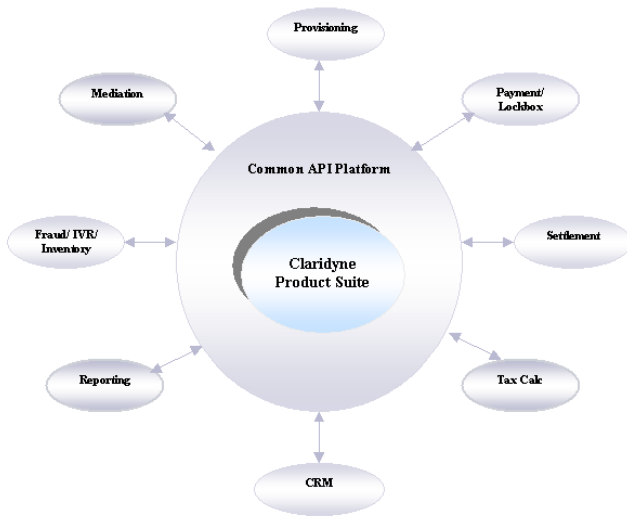 Provisioning
Mediation
Payment/
Lockbox
Common API Platform
Fraud/ IVR/
Inventory
Claridyne
Product Suite
Settlement
Reporting
Tax Calc
CRM